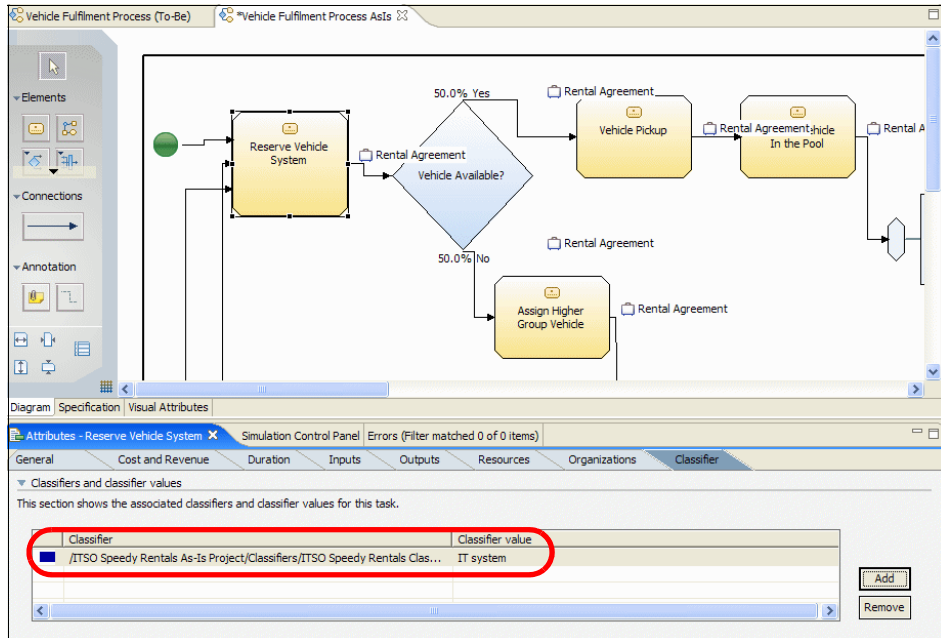 Vehicle Fulfilment Process (To-Be)
*Vehicle Fulfilment Process AsIs
Elements
Connections
Annotation
50.0% Yes
Rental Agreement
Reserve Vehicle
System
Rental Agreement
Vehicle Available?
Vehicle Pickup
Rental Agreement
hicle
In the Pool
Rental A
50.0% No
Rental Agreement
Assign Higher
Group Vehicle
Rental Agreement
Diagram Specification Visual Attributes
Attributes - Reserve Vehicle System
Simulation Control Panel
Errors (Filter matched 0 of 0 items)
General Cost and Revenue Duration Inputs Outputs Resources Organizations Classifier
Classifiers and classifier values
This section shows the associated classifiers and classifier values for this task.
Classifier Classifier value
/ITSO Speedy Rentals As-Is Project/Classifiers/ITSO Speedy Rentals Clas... IT system
Add
Remove